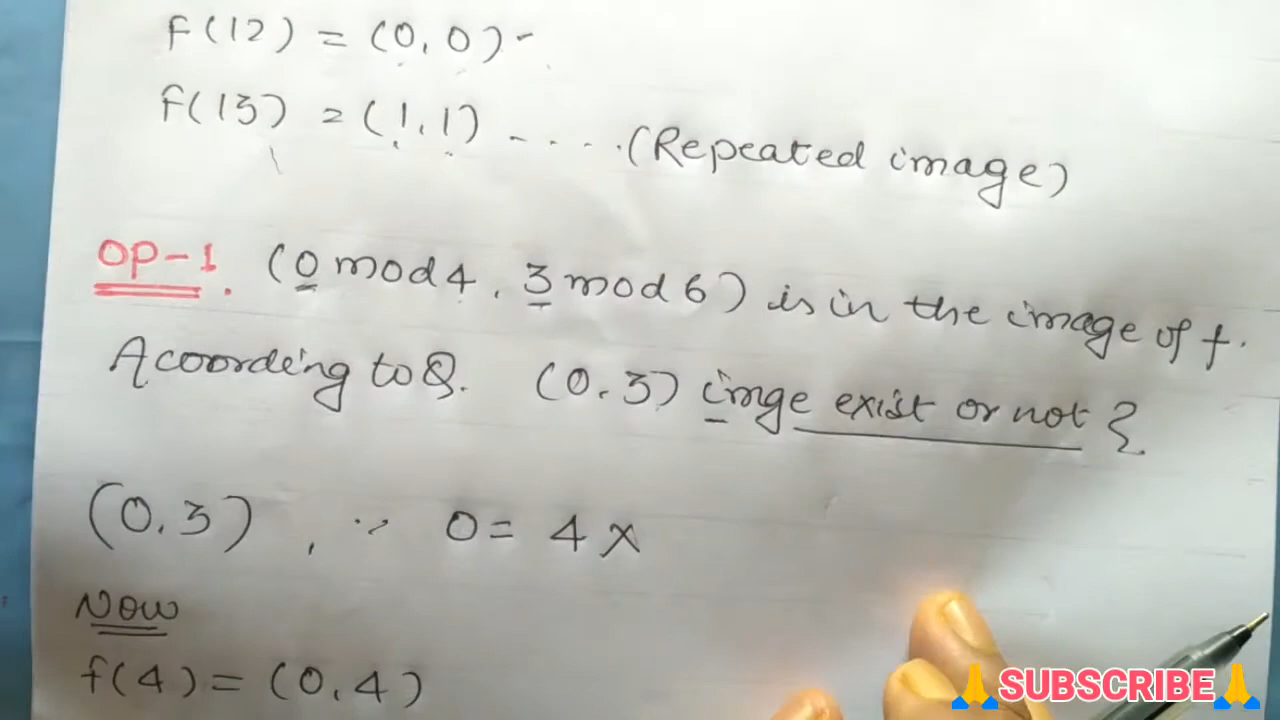 f(12) = (0,0)-
f(13) = (1,1) - . . . (Repeated image)
OP-1. (0 mod 4, 3 mod 6) is in the image of f.
Acoording to Q. (0.3) imge exist or not
(0.3) , ∵ 0 = 4x
Now
f(4) = (0,4)
🙏SUBSCRIBE🙏